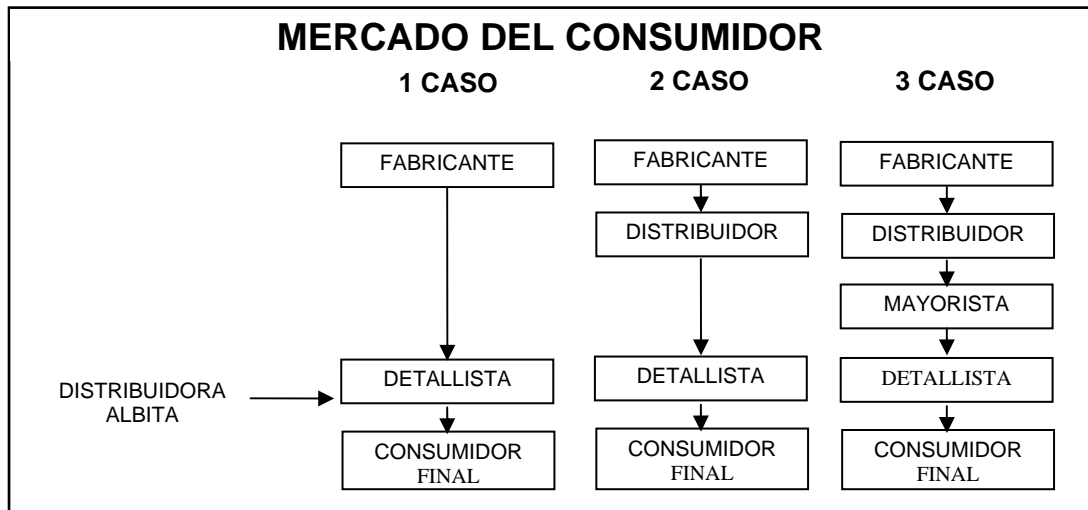 MERCADO DEL CONSUMIDOR
1 CASO
2 CASO
3 CASO
FABRICANTE
FABRICANTE
FABRICANTE
DISTRIBUIDOR
DISTRIBUIDOR
MAYORISTA
DISTRIBUIDORA
ALBITA
DETALLISTA
DETALLISTA
DETALLISTA
CONSUMIDOR
FINAL
CONSUMIDOR
FINAL
CONSUMIDOR
FINAL